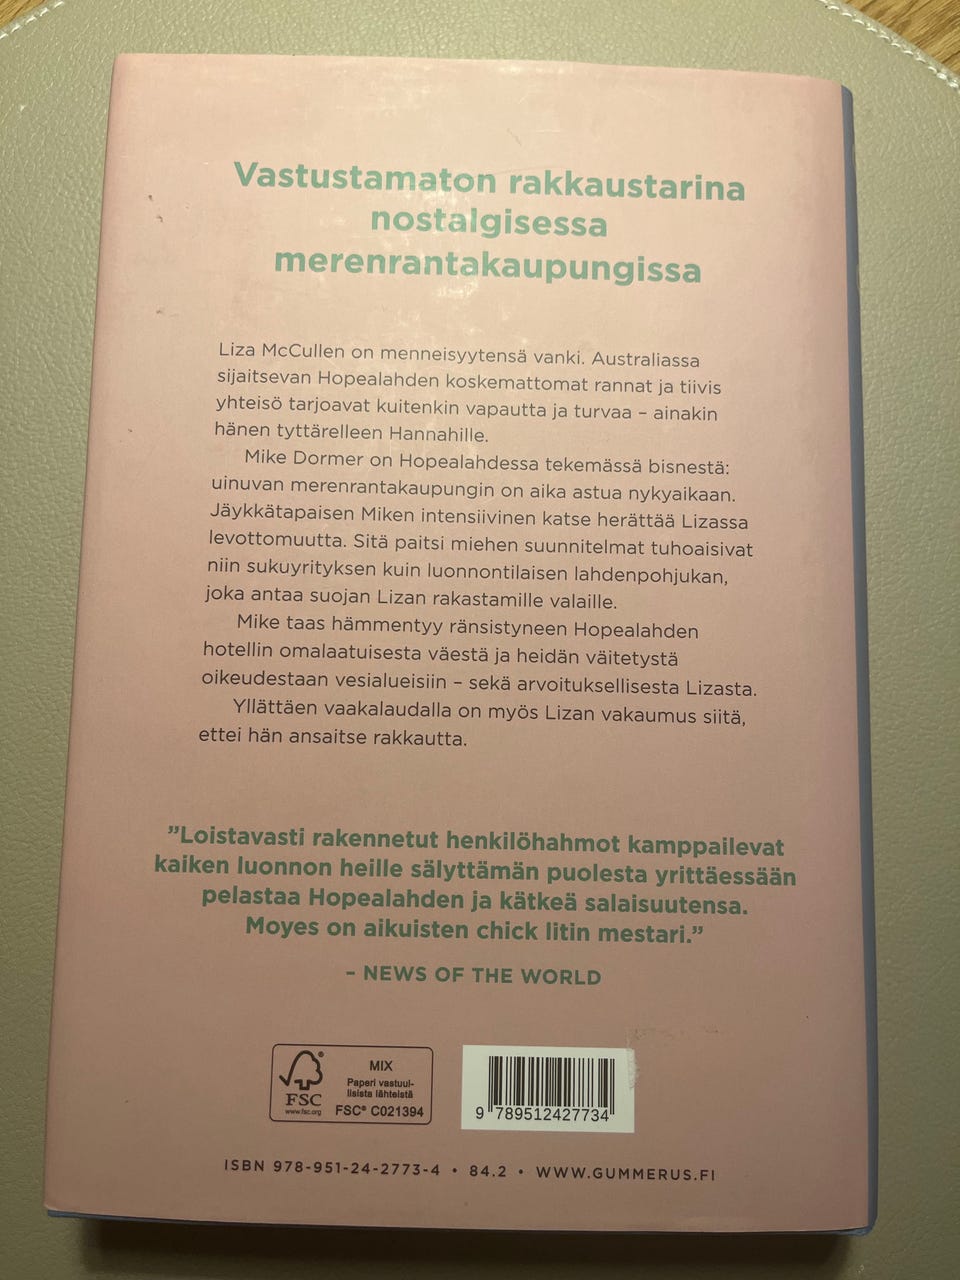 Vastustamaton rakkaustarina
nostalgisessa
merenrantakaupungissa
Liza McCullen on menneisyytensä vanki. Australiassa
sijaitsevan Hopealahden koskemattomat rannat ja tiivis
yhteisö tarjoavat kuitenkin vapautta ja turvaa – ainakin
hänen tyttärelleen Hannahille.
Mike Dormer on Hopealahdessa tekemässä bisnestä:
uinuvan merenrantakaupungin on aika astua nykyaikaan.
Jäykkätapaisen Miken intensiivinen katse herättää Lizassa
levottomuutta. Sitä paitsi miehen suunnitelmat tuhoaisivat
niin sukuyrityksen kuin luonnontilaisen lahdenpohjukan,
joka antaa suojan Lizan rakastamille valaille.
Mike taas hämmentyy ränsistyneen Hopealahden
hotellin omalaatuisesta väestä ja heidän väitetystä
oikeudestaan vesialueisiin – sekä arvoituksellisesta Lizasta.
Yllättäen vaakalaudalla on myös Lizan vakaumus siitä,
ettei hän ansaitse rakkautta.
”Loistavasti rakennetut henkilöhahmot kamppailevat
kaiken luonnon heille sälyttämän puolesta yrittäessään
pelastaa Hopealahden ja kätkeä salaisuutensa.
Moyes on aikuisten chick litin mestari.”
– NEWS OF THE WORLD
FSC
www.fsc.org
MIX
Paperi vastuul-
lisista lähteistä
FSC® C021394
9 789512427734
ISBN 978-951-24-2773-4 • 84.2 • WWW.GUMMERUS.FI